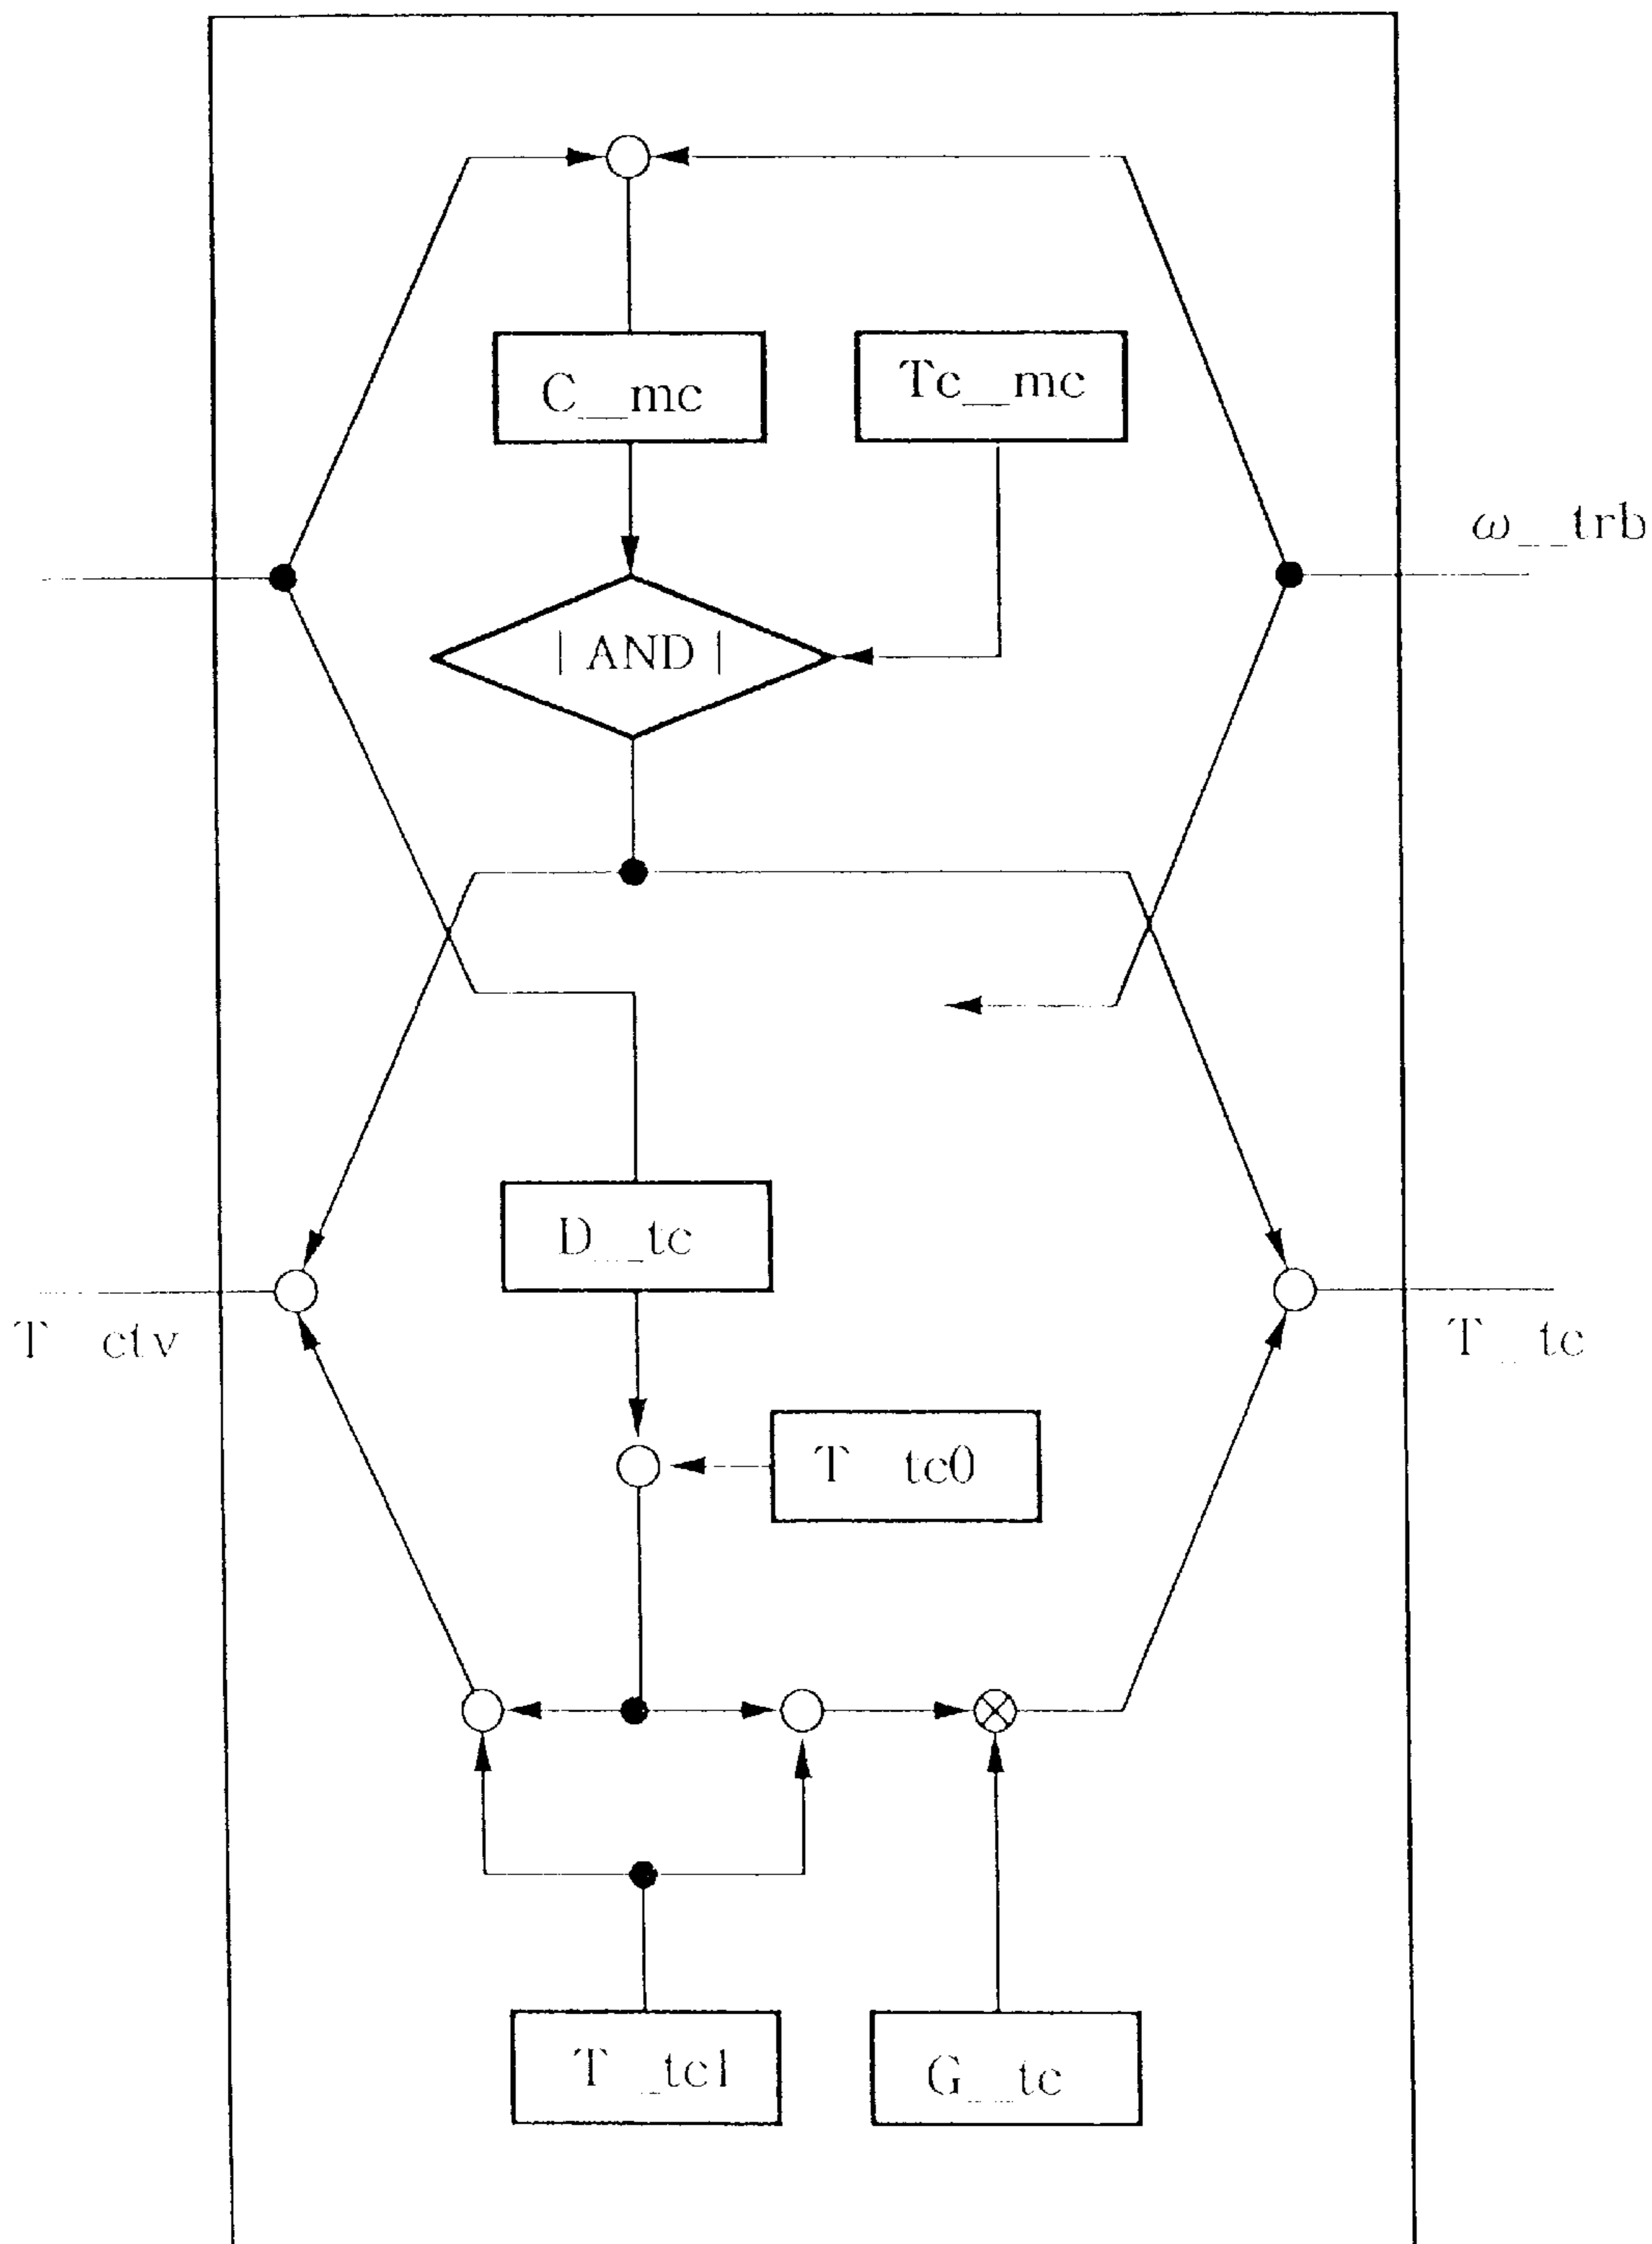 C__mc
Tc__mc
ω__trb
| AND |
D__tc
T__ctv
T__tc
T__tc0
T__tc1
G__tc